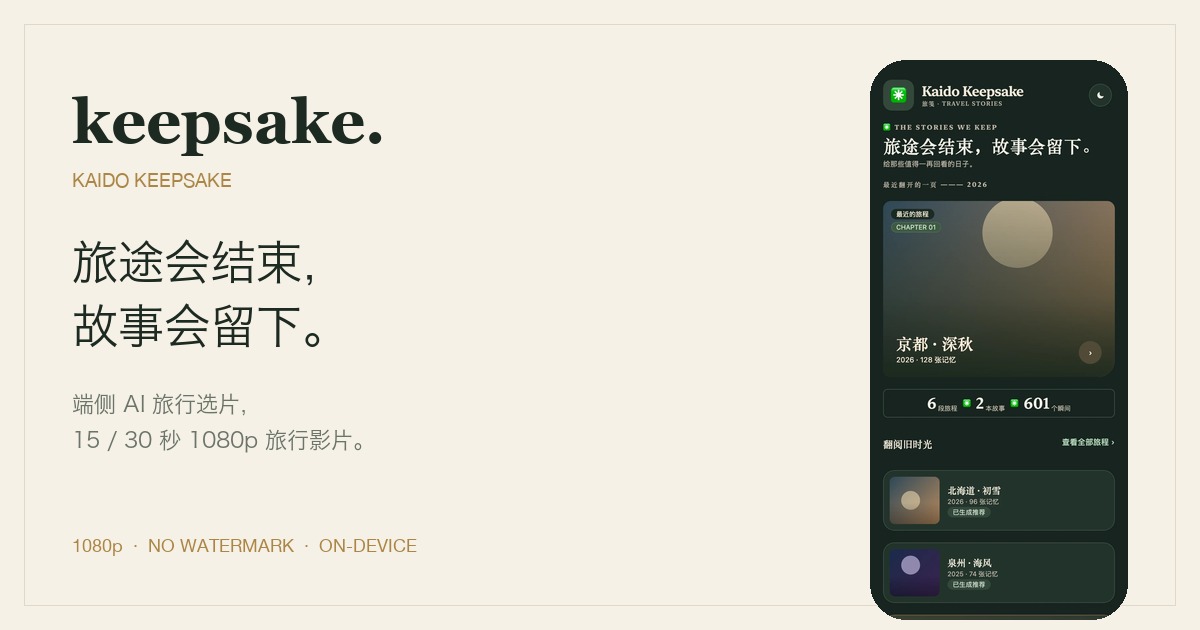 keepsake.
KAIDO KEEPSAKE
旅途会结束,
故事会留下。
端侧 AI 旅行选片,
15 / 30 秒 1080p 旅行影片。
1080p · NO WATERMARK · ON-DEVICE
Kaido Keepsake
旅笺 · TRAVEL STORIES
THE STORIES WE KEEP
旅途会结束，故事会留下。
给那些值得一再回看的日子。
最近翻开的一页 ——— 2026
最近的旅程
CHAPTER 01
京都 · 深秋
2026 · 128 张记忆
›
6 段旅程 2 本故事 601 个瞬间
翻阅旧时光
查看全部旅程 ›
北海道 · 初雪
2026 · 96 张记忆
已生成推荐
泉州 · 海风
2025 · 74 张记忆
已生成推荐